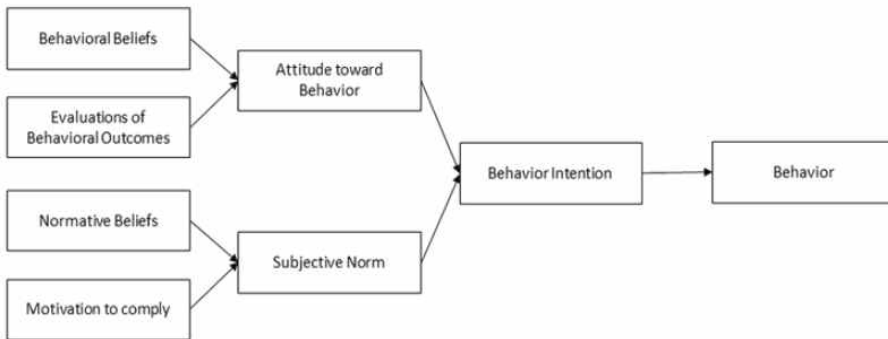 Behavioral Beliefs
Evaluations of
Behavioral Outcomes
Attitude toward
Behavior
Normative Beliefs
Motivation to comply
Subjective Norm
Behavior Intention
Behavior